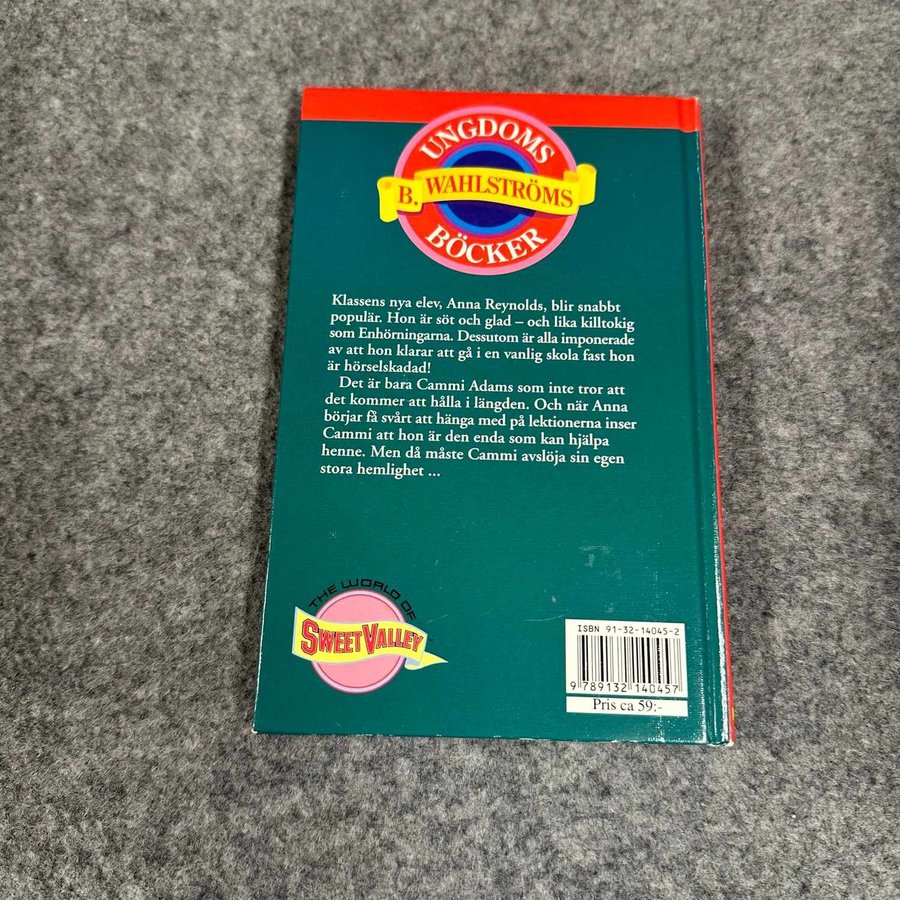 UNGDOMS
B. WAHLSTRÖMS
BÖCKER
Klassens nya elev, Anna Reynolds, blir snabbt
populär. Hon är söt och glad – och lika killtokig
som Enhörningarna. Dessutom är alla imponerade
av att hon klarar att gå i en vanlig skola fast hon
är hörselskadad!
Det är bara Cammi Adams som inte tror att
det kommer att hålla i längden. Och när Anna
börjar få svårt att hänga med på lektionerna inser
Cammi att hon är den enda som kan hjälpa
henne. Men då måste Cammi avslöja sin egen
stora hemlighet ...
THE WORLD OF
SWEET VALLEY
ISBN 91-32-14045-2
9 789132 140457
Pris ca 59:-